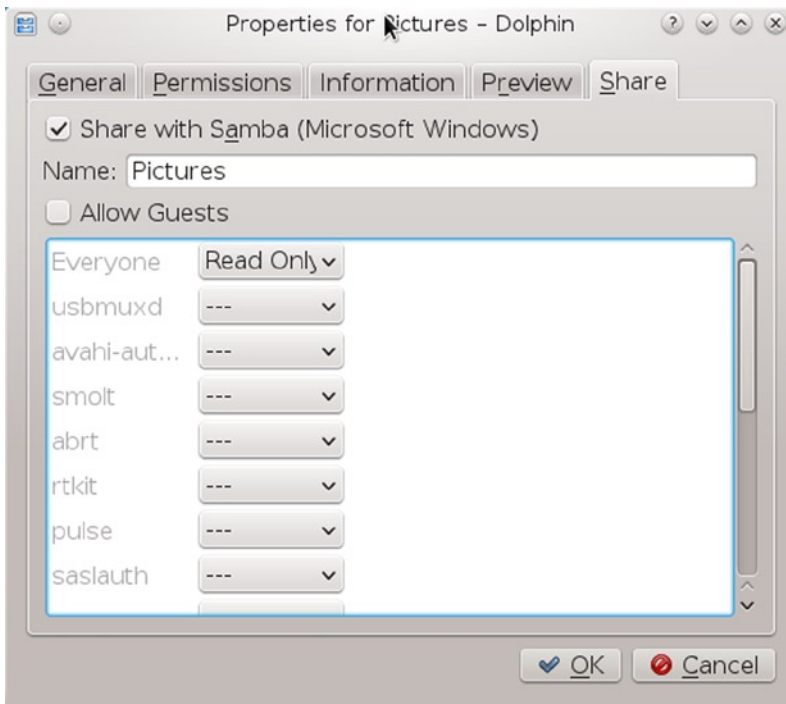 Properties for Pictures – Dolphin
General Permissions Information Preview Share
Share with Samba (Microsoft Windows)
Name: Pictures
Allow Guests
Everyone Read Only
usbmuxd ---
avahi-aut... ---
smolt ---
abrt ---
rtkit ---
pulse ---
saslauth ---
OK Cancel